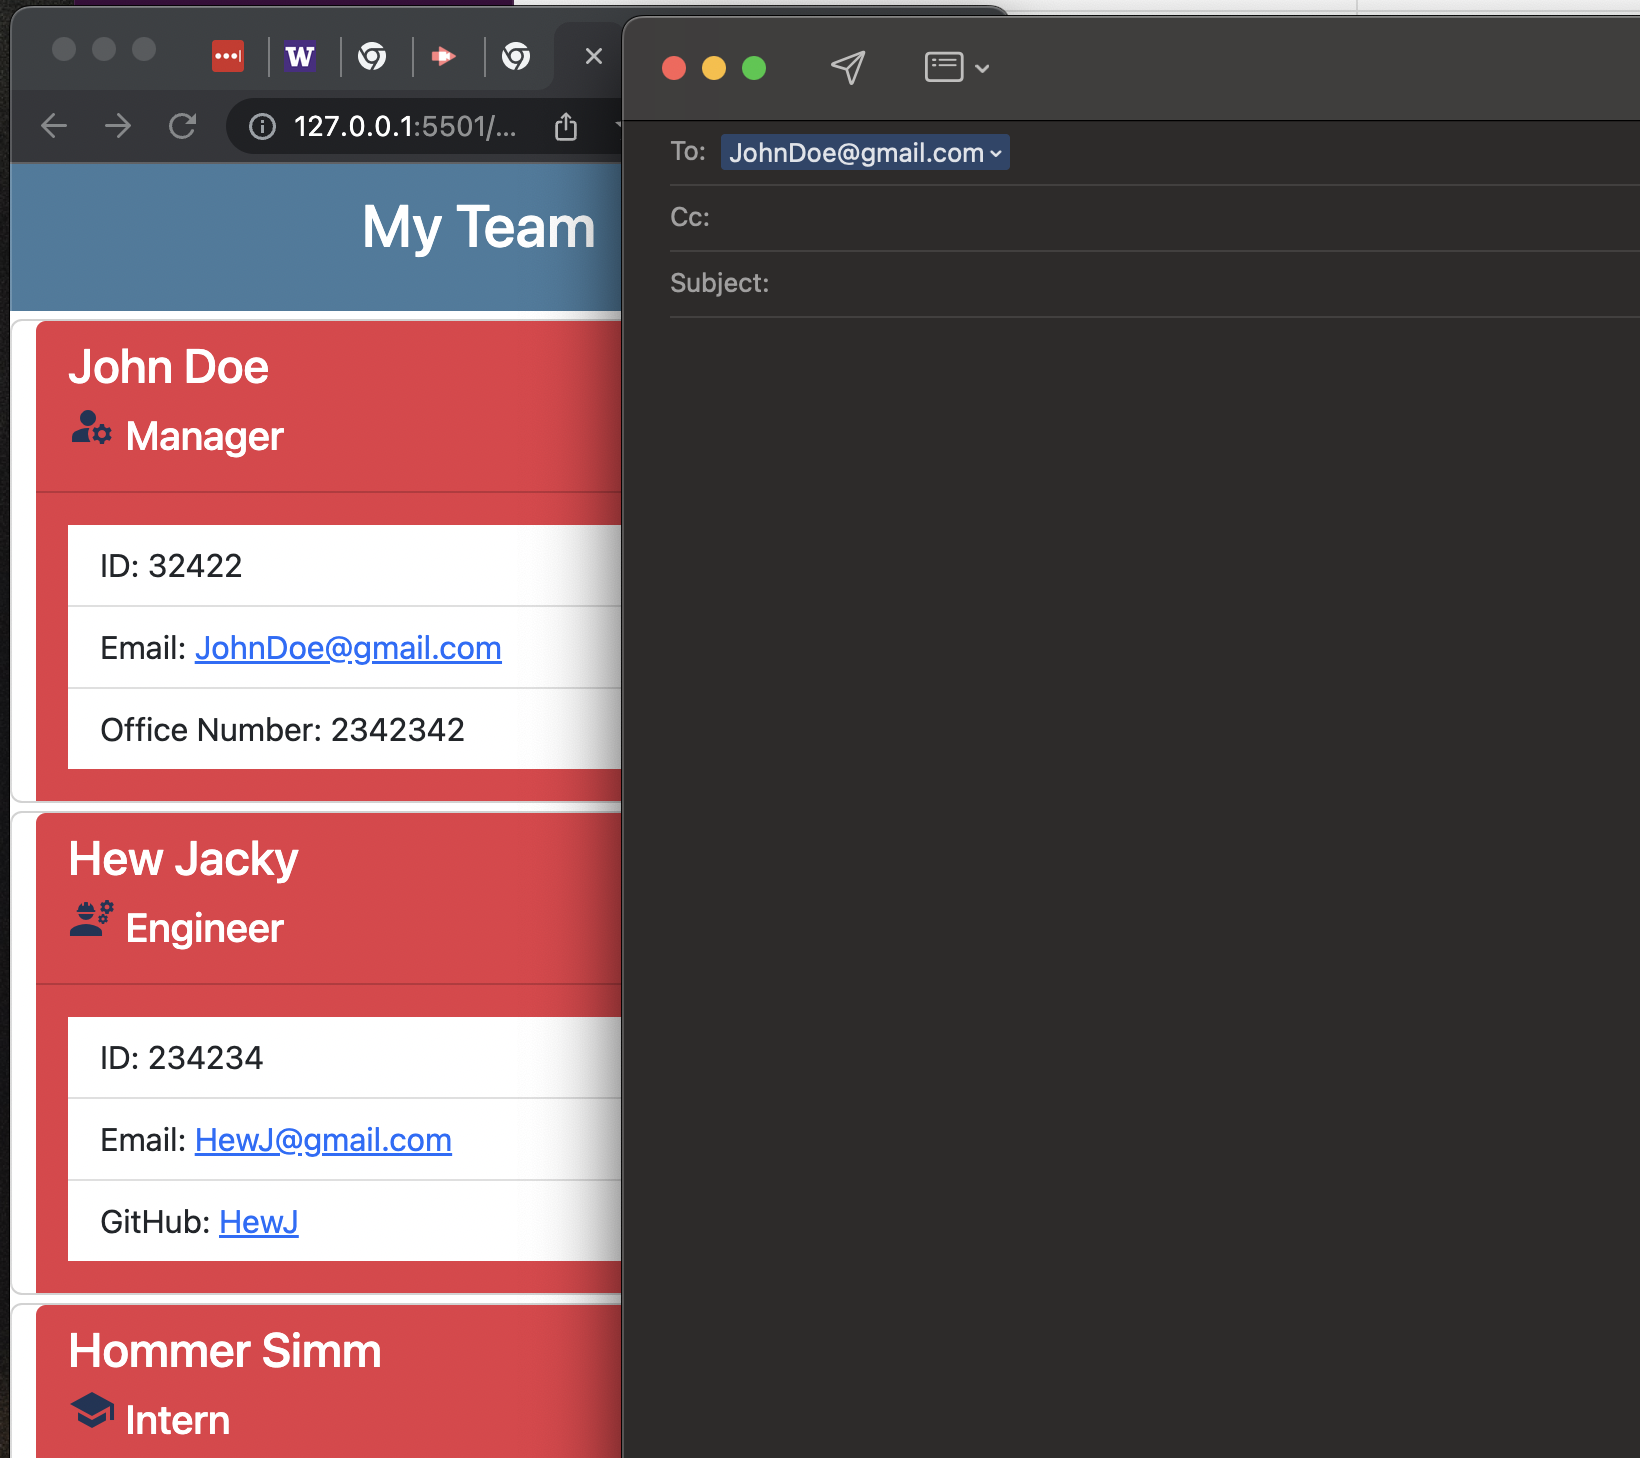 W
127.0.0.1:5501/...
My Team
John Doe
Manager
ID: 32422
Email: JohnDoe@gmail.com
Office Number: 2342342
Hew Jacky
Engineer
ID: 234234
Email: HewJ@gmail.com
GitHub: HewJ
Hommer Simm
Intern
To: JohnDoe@gmail.com
Cc:
Subject: